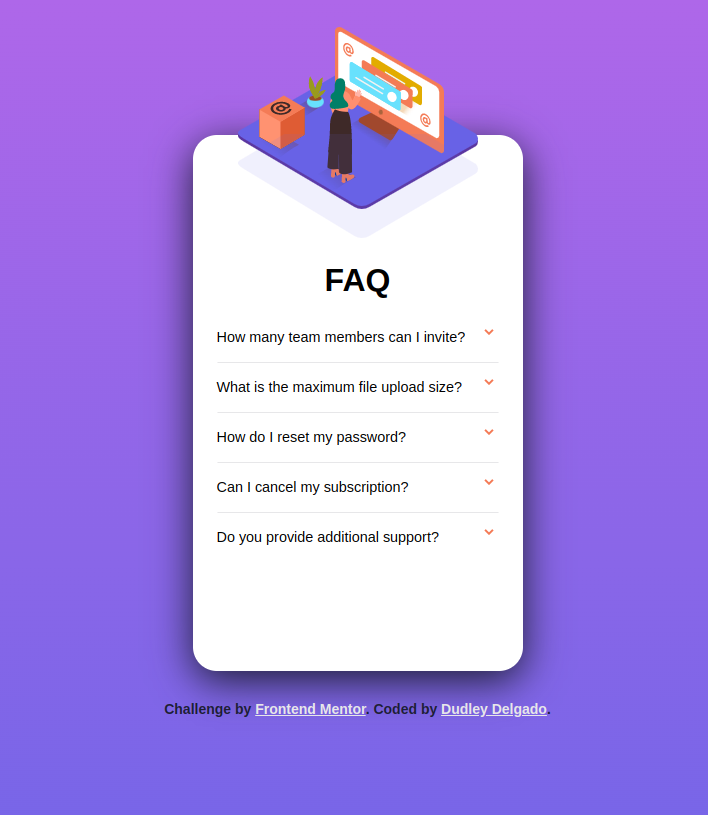 FAQ
How many team members can I invite?
What is the maximum file upload size?
How do I reset my password?
Can I cancel my subscription?
Do you provide additional support?
Challenge by Frontend Mentor. Coded by Dudley Delgado.